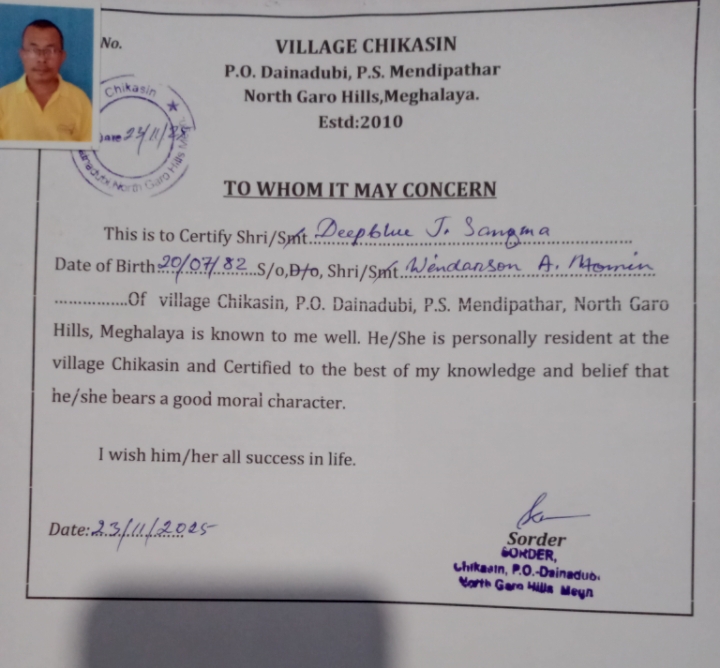 No.
VILLAGE CHIKASIN
P.O. Dainadubi, P.S. Mendipathar
North Garo Hills,Meghalaya.
Estd:2010
Chikasin ★
Date 23/11/25
Dainadubi North Garo Hills
TO WHOM IT MAY CONCERN
This is to Certify Shri/Smt Deepblue J. Sangma
Date of Birth 20/07/82 S/o,D/o, Shri/Smt Wendanson A. Momin
...............Of village Chikasin, P.O. Dainadubi, P.S. Mendipathar, North Garo
Hills, Meghalaya is known to me well. He/She is personally resident at the
village Chikasin and Certified to the best of my knowledge and belief that
he/she bears a good moral character.
I wish him/her all success in life.
Date: 23/11/2025
Sorder
SORDER,
Chikasin, P.O.-Dainadubi.
North Garo Hills Megh